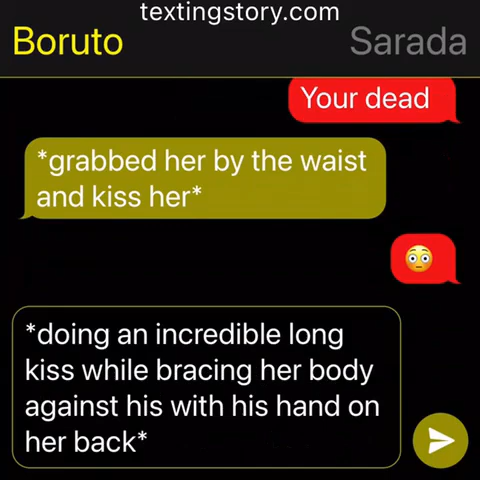 textingstory.com
Boruto Sarada
Your dead
*grabbed her by the waist
and kiss her*
😳
*doing an incredible long
kiss while bracing her body
against his with his hand on
her back*